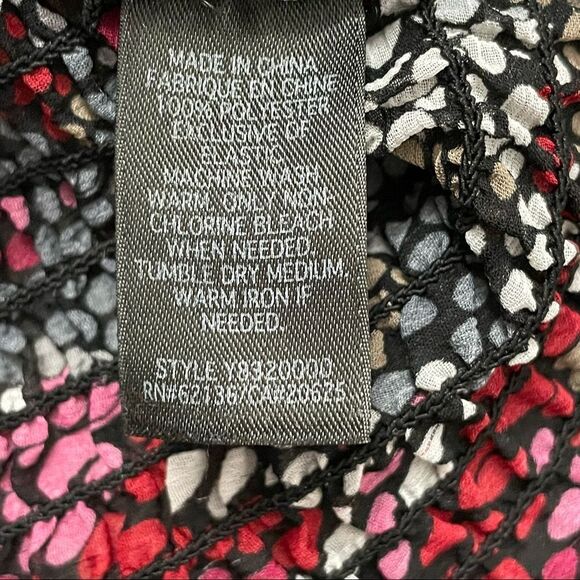 MADE IN CHINA
FABRIQUE EN CHINE
100% POLYESTER
EXCLUSIVE OF
ELASTIC
MACHINE WASH
WARM. ONLY NON-
CHLORINE BLEACH
WHEN NEEDED.
TUMBLE DRY MEDIUM.
WARM IRON IF
NEEDED.
STYLE Y8320000
RN#62136/CA#20625